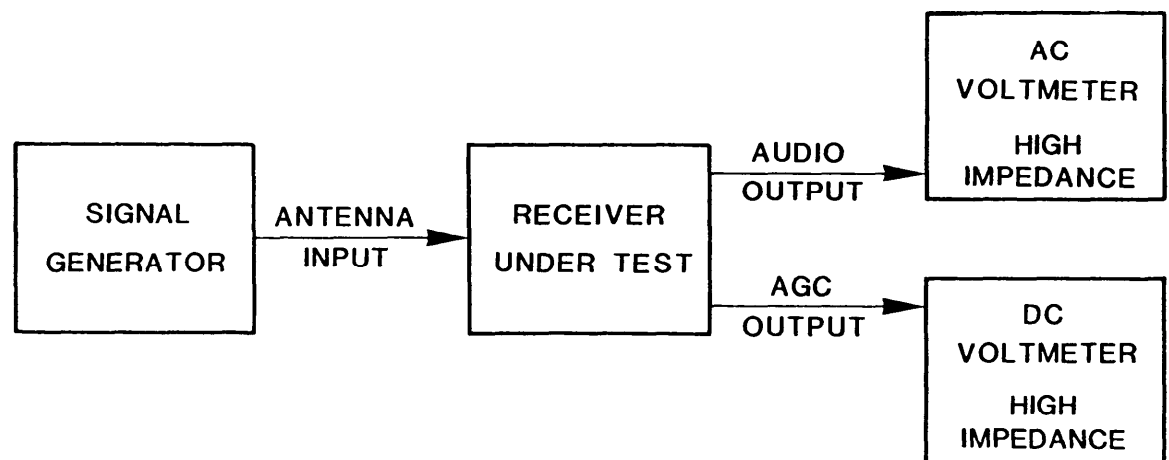 SIGNAL
GENERATOR
ANTENNA
INPUT
RECEIVER
UNDER TEST
AUDIO
OUTPUT
AC
VOLTMETER
HIGH
IMPEDANCE
AGC
OUTPUT
DC
VOLTMETER
HIGH
IMPEDANCE